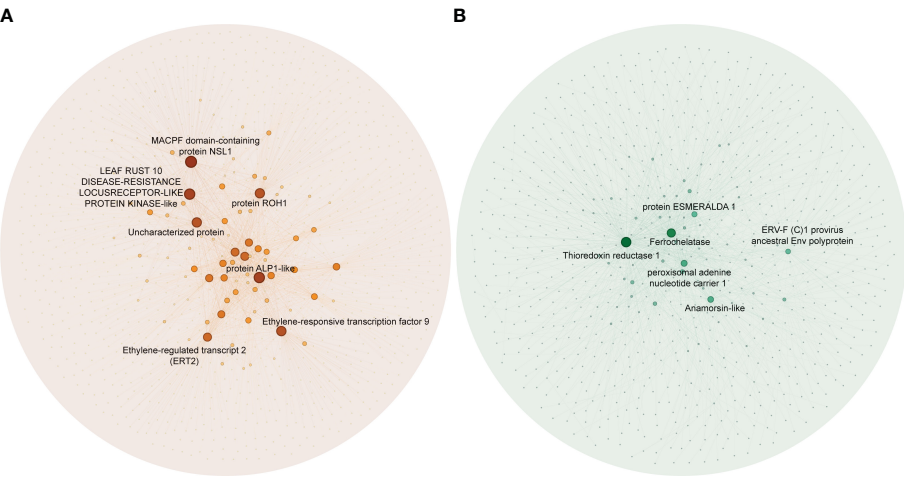 A
B
MACPF domain-containing
protein NSL1
LEAF RUST 10
DISEASE-RESISTANCE
LOCUSRECEPTOR-LIKE
PROTEIN KINASE-like
protein ROH1
Uncharacterized protein
protein ALP1-like
Ethylene-responsive transcription factor 9
Ethylene-regulated transcript 2
(ERT2)
protein ESMERALDA 1
ERV-F (C)1 provirus
ancestral Env polyprotein
Ferrochelatase
Thioredoxin reductase 1
peroxisomal adenine
nucleotide carrier 1
Anamorsin-like